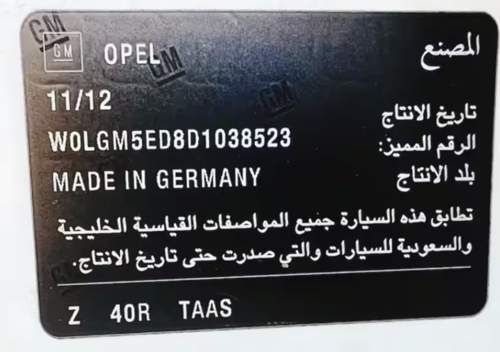 GM OPEL المصنع
11/12 تاريخ الانتاج
W0LGM5ED8D1038523 الرقم المميز:
MADE IN GERMANY بلد الانتاج
تطابق هذه السيارة جميع المواصفات القياسية الخليجية
والسعودية للسيارات والتي صدرت حتى تاريخ الانتاج.
Z 40R TAAS